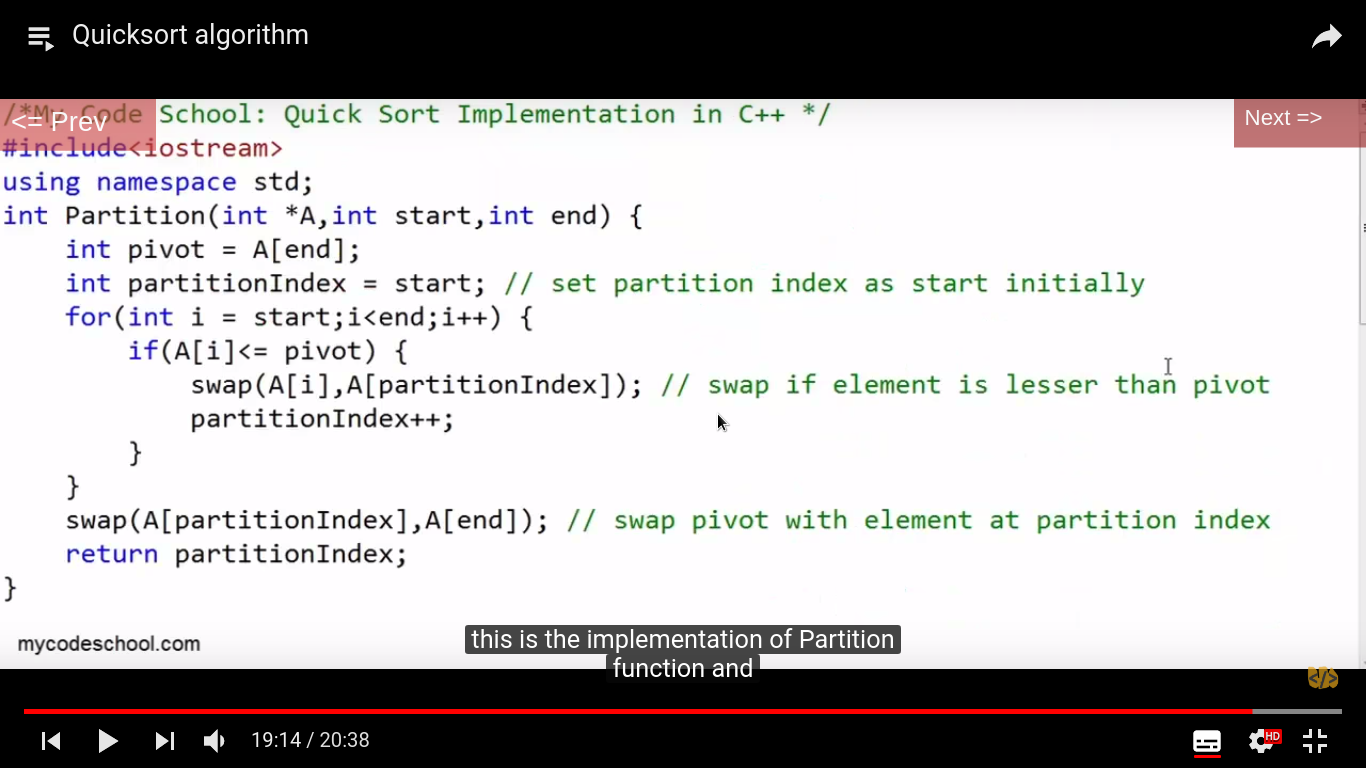 Quicksort algorithm
/*My Code School: Quick Sort Implementation in C++ */
<= Prev
Next =>
#include<iostream>
using namespace std;
int Partition(int *A,int start,int end) {
    int pivot = A[end];
    int partitionIndex = start; // set partition index as start initially
    for(int i = start;i<end;i++) {
        if(A[i]<= pivot) {
            swap(A[i],A[partitionIndex]); // swap if element is lesser than pivot
            partitionIndex++;
        }
    }
    swap(A[partitionIndex],A[end]); // swap pivot with element at partition index
    return partitionIndex;
}
mycodeschool.com
this is the implementation of Partition
function and
</>
19:14 / 20:38
HD